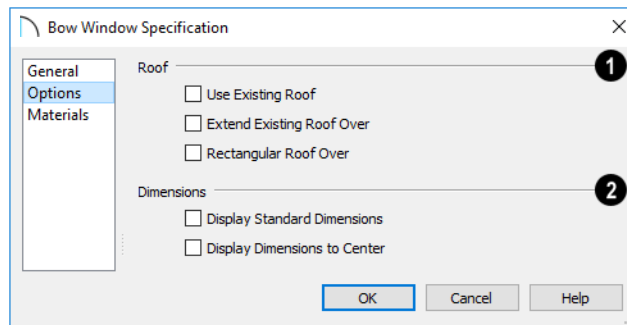 Bow Window Specification
General
Options
Materials
Roof
1
Use Existing Roof
Extend Existing Roof Over
Rectangular Roof Over
Dimensions
2
Display Standard Dimensions
Display Dimensions to Center
OK
Cancel
Help